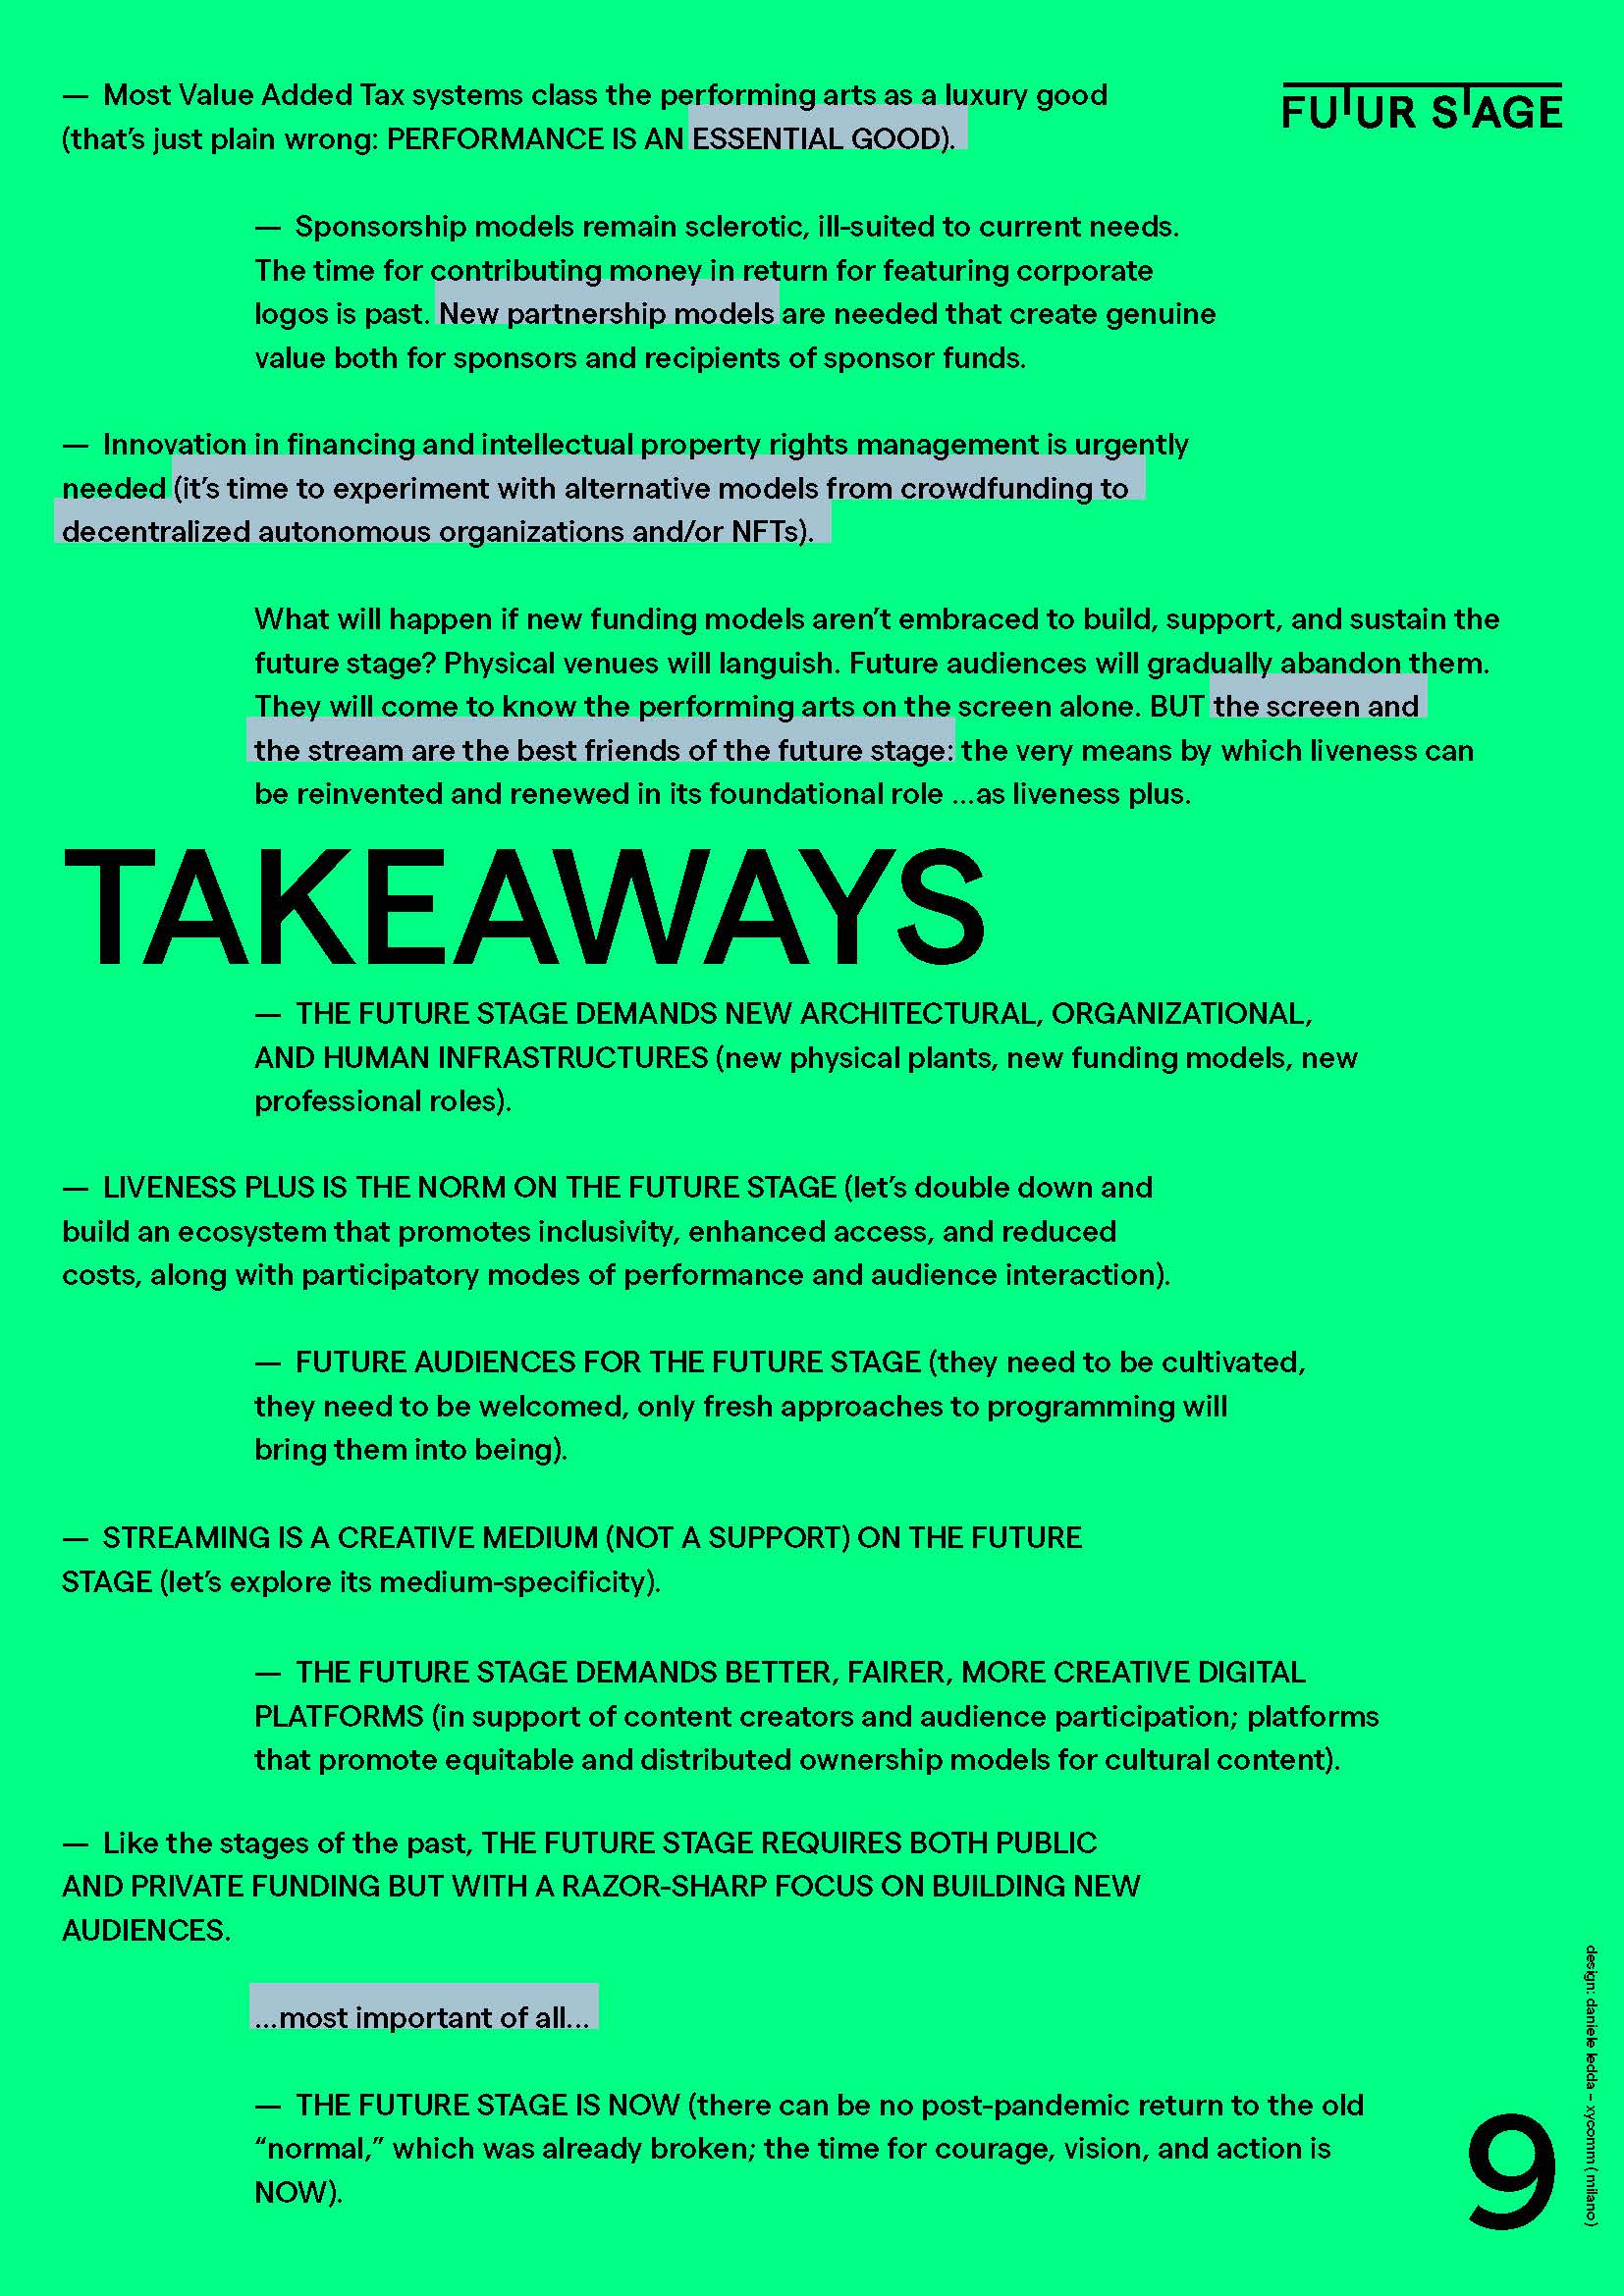 — Most Value Added Tax systems class the performing arts as a luxury good
(that’s just plain wrong: PERFORMANCE IS AN ESSENTIAL GOOD).
FUTUR STAGE
— Sponsorship models remain sclerotic, ill-suited to current needs.
The time for contributing money in return for featuring corporate
logos is past. New partnership models are needed that create genuine
value both for sponsors and recipients of sponsor funds.
— Innovation in financing and intellectual property rights management is urgently
needed (it’s time to experiment with alternative models from crowdfunding to
decentralized autonomous organizations and/or NFTs).
What will happen if new funding models aren’t embraced to build, support, and sustain the
future stage? Physical venues will languish. Future audiences will gradually abandon them.
They will come to know the performing arts on the screen alone. BUT the screen and
the stream are the best friends of the future stage: the very means by which liveness can
be reinvented and renewed in its foundational role ...as liveness plus.
TAKEAWAYS
— THE FUTURE STAGE DEMANDS NEW ARCHITECTURAL, ORGANIZATIONAL,
AND HUMAN INFRASTRUCTURES (new physical plants, new funding models, new
professional roles).
— LIVENESS PLUS IS THE NORM ON THE FUTURE STAGE (let’s double down and
build an ecosystem that promotes inclusivity, enhanced access, and reduced
costs, along with participatory modes of performance and audience interaction).
— FUTURE AUDIENCES FOR THE FUTURE STAGE (they need to be cultivated,
they need to be welcomed, only fresh approaches to programming will
bring them into being).
— STREAMING IS A CREATIVE MEDIUM (NOT A SUPPORT) ON THE FUTURE
STAGE (let’s explore its medium-specificity).
— THE FUTURE STAGE DEMANDS BETTER, FAIRER, MORE CREATIVE DIGITAL
PLATFORMS (in support of content creators and audience participation; platforms
that promote equitable and distributed ownership models for cultural content).
— Like the stages of the past, THE FUTURE STAGE REQUIRES BOTH PUBLIC
AND PRIVATE FUNDING BUT WITH A RAZOR-SHARP FOCUS ON BUILDING NEW
AUDIENCES.
...most important of all...
— THE FUTURE STAGE IS NOW (there can be no post-pandemic return to the old
“normal,” which was already broken; the time for courage, vision, and action is
NOW).
9
design: daniele ledda – xycomm ( milano)